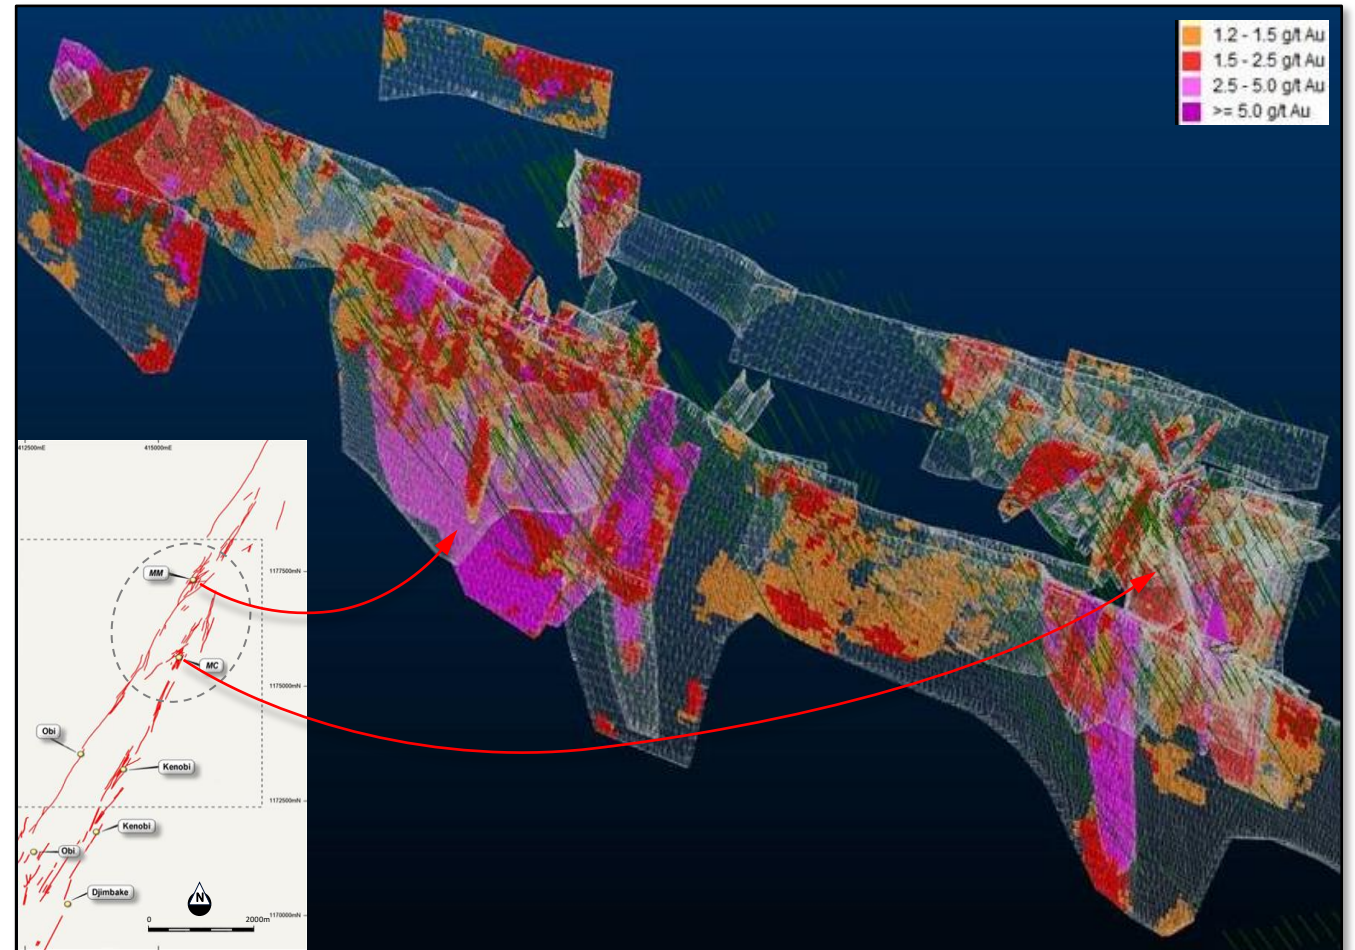 1.2 - 1.5 g/t Au
1.5 - 2.5 g/t Au
2.5 - 5.0 g/t Au
>= 5.0 g/t Au
412500mE
415000mE
1177500mN
MM
MC
1175000mN
Obi
Kenobi
1172500mN
Kenobi
Obi
Djimbake
N
0 2000m
1170000mN